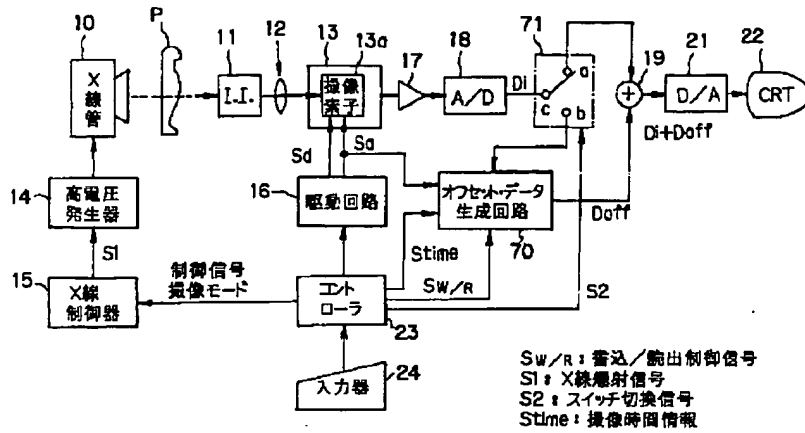 10
P
11
12
13
13a
17
18
71
19
21
22
X
線
管
I.I.
撮像
素子
A/D
Di
a
c
b
D/A
CRT
Di+Doff
Sd
Sa
14
高電圧
発生器
16
駆動回路
オフセット・データ
生成回路
70
Doff
S1
Stime
15
X線
制御器
制御信号
撮像モード
コント
ローラ
23
SW/R
S2
入力器
24
SW/R:書込/読出制御信号
S1:X線曝射信号
S2:スイッチ切換信号
Stime:撮像時間情報